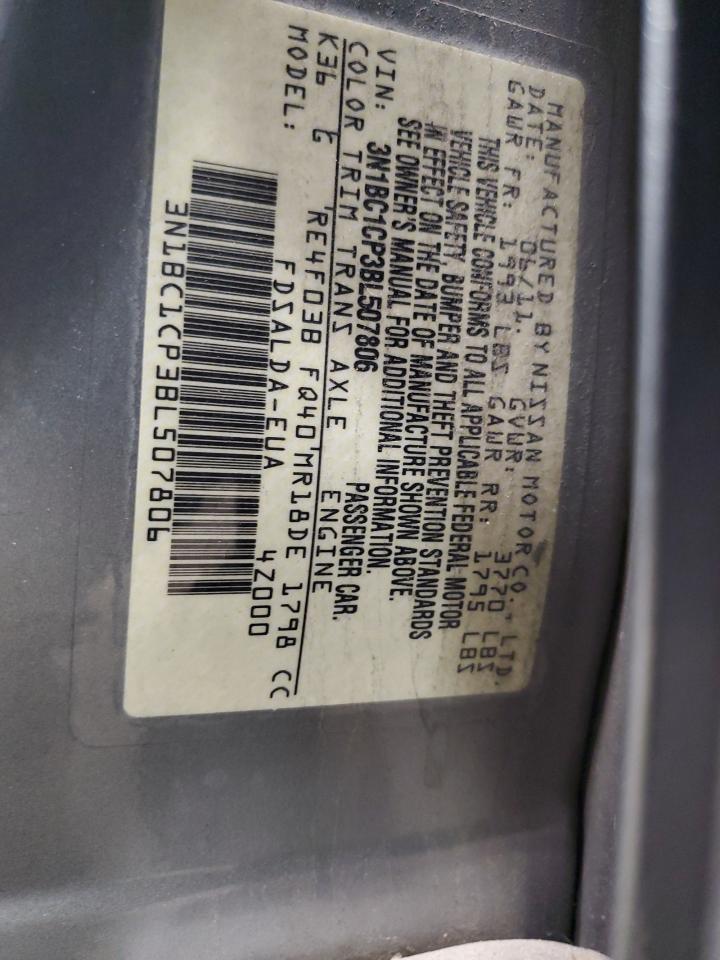 MANUFACTURED BY NISSAN MOTOR CO., LTD.
DATE: 06/11. GVWR: 3770 LBS
GAWR FR: 1993 LBS GAWR RR: 1795 LBS
THIS VEHICLE CONFORMS TO ALL APPLICABLE FEDERAL MOTOR
VEHICLE SAFETY, BUMPER AND THEFT PREVENTION STANDARDS
IN EFFECT ON THE DATE OF MANUFACTURE SHOWN ABOVE.
SEE OWNER'S MANUAL FOR ADDITIONAL INFORMATION.
VIN: 3N1BC1CP3BL507806 PASSENGER CAR.
COLOR TRIM TRANS AXLE ENGINE
K36 G RE4F03B FQ40 MR18DE 1798 CC
MODEL: FDSALDA-EUA 4Z000
3N1BC1CP3BL507806